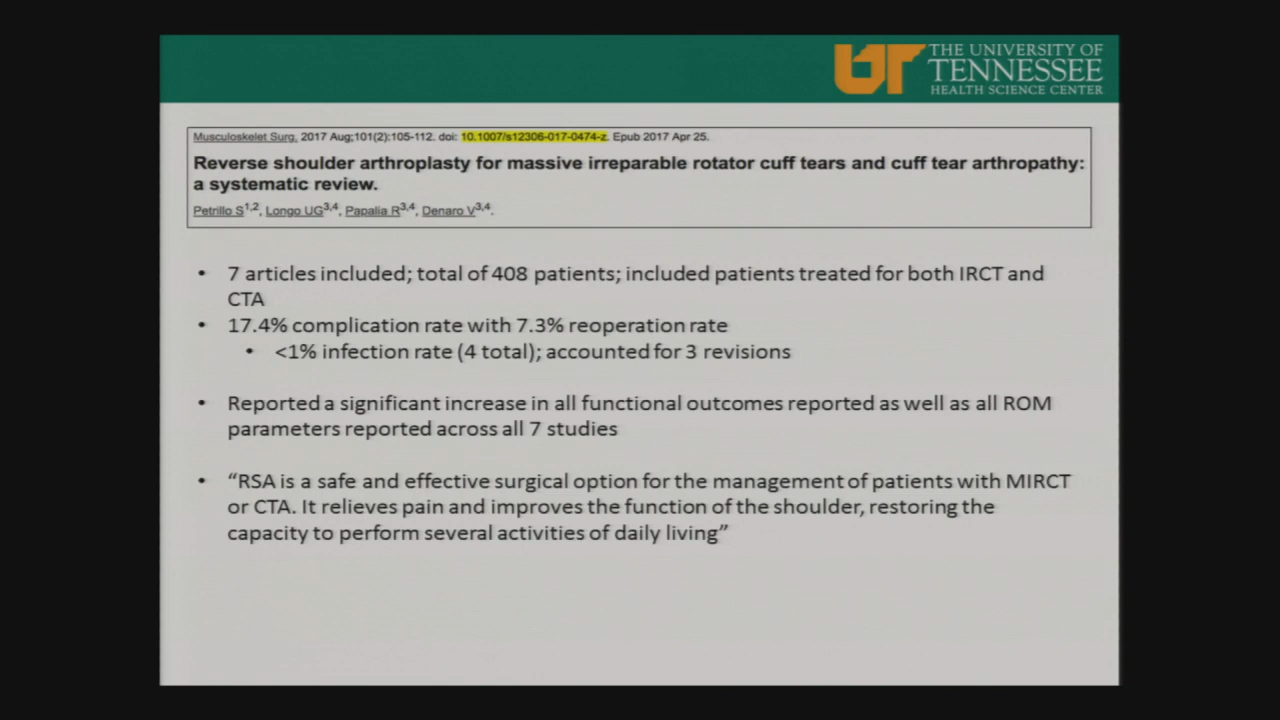 THE UNIVERSITY OF
TENNESSEE
HEALTH SCIENCE CENTER
Musculoskelet Surg. 2017 Aug;101(2):105-112. doi: 10.1007/s12306-017-0474-z. Epub 2017 Apr 25.
Reverse shoulder arthroplasty for massive irreparable rotator cuff tears and cuff tear arthropathy:
a systematic review.
Petrillo S1,2, Longo UG3,4, Papalia R3,4, Denaro V3,4.
• 7 articles included; total of 408 patients; included patients treated for both IRCT and
CTA
• 17.4% complication rate with 7.3% reoperation rate
• <1% infection rate (4 total); accounted for 3 revisions
• Reported a significant increase in all functional outcomes reported as well as all ROM
parameters reported across all 7 studies
• “RSA is a safe and effective surgical option for the management of patients with MIRCT
or CTA. It relieves pain and improves the function of the shoulder, restoring the
capacity to perform several activities of daily living”